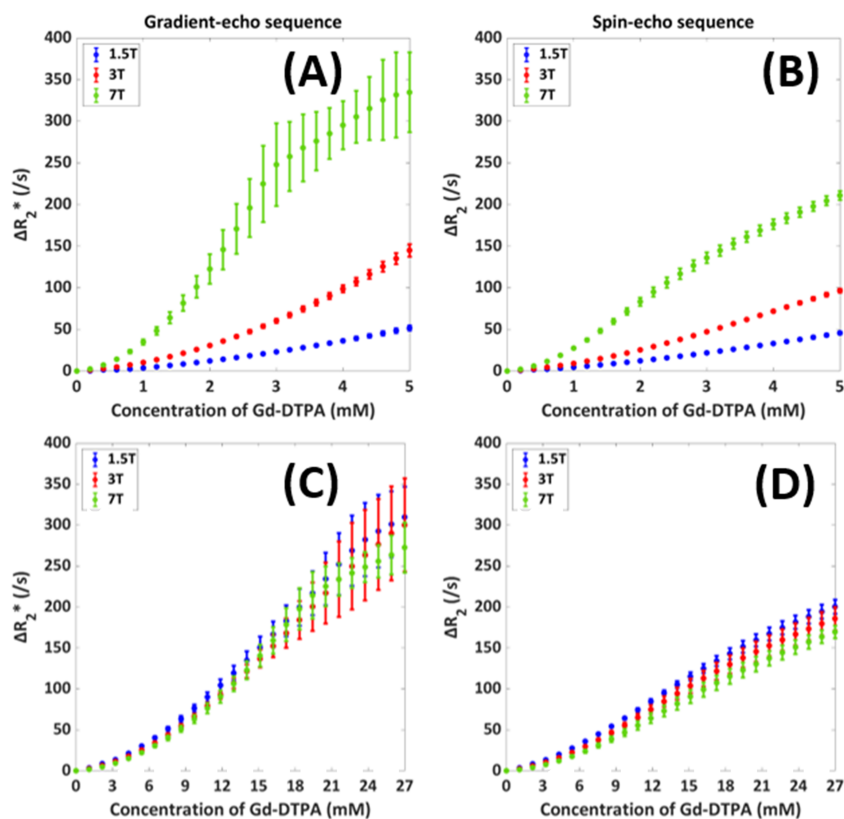 Gradient-echo sequence
400
350
300
250
200
150
100
50
0
ΔR2* (/s)
1.5T
3T
7T
(A)
0 1 2 3 4 5
Concentration of Gd-DTPA (mM)
Spin-echo sequence
400
350
300
250
200
150
100
50
0
ΔR2 (/s)
1.5T
3T
7T
(B)
0 1 2 3 4 5
Concentration of Gd-DTPA (mM)
400
350
300
250
200
150
100
50
0
ΔR2* (/s)
1.5T
3T
7T
(C)
0 3 6 9 12 15 18 21 24 27
Concentration of Gd-DTPA (mM)
400
350
300
250
200
150
100
50
0
ΔR2 (/s)
1.5T
3T
7T
(D)
0 3 6 9 12 15 18 21 24 27
Concentration of Gd-DTPA (mM)